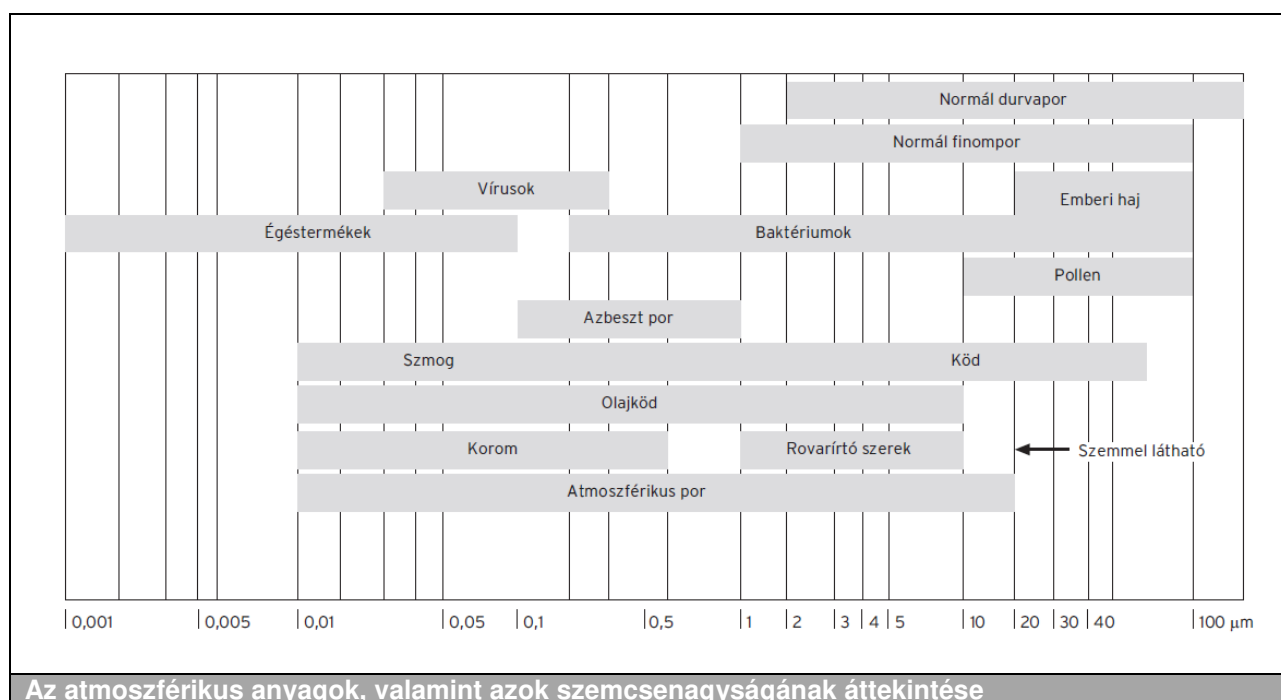 Normál durvapor
Normál finompor
Vírusok
Emberi haj
Égéstermékek Baktériumok
Pollen
Azbeszt por
Szmog Köd
Olajköd
Korom Rovarírtó szerek Szemmel látható
Atmoszférikus por
0,001 0,005 0,01 0,05 0,1 0,5 1 2 3 4 5 10 20 30 40 100 µm
Az atmoszférikus anyagok, valamint azok szemcsenagyságának áttekintése